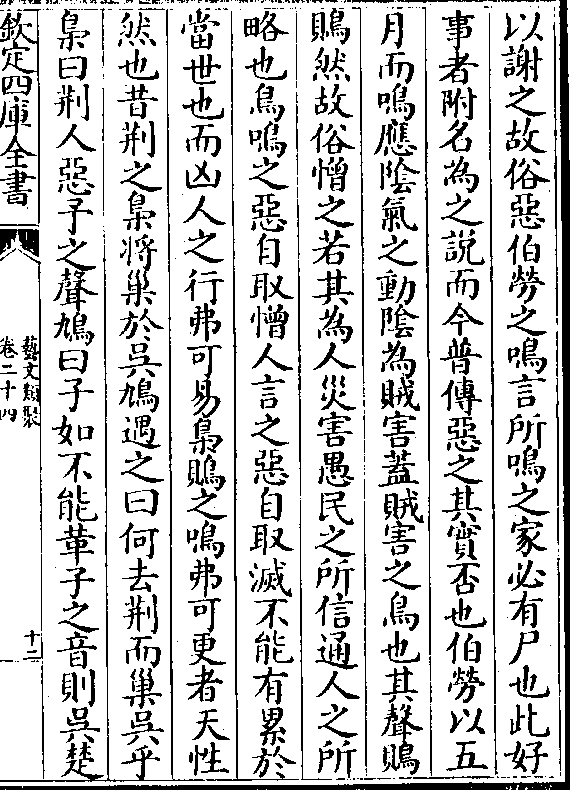 以謝之故俗惡伯勞之鳴言所鳴之家必有尸也此好
事者附名為之說而今普傳惡之其實否也伯勞以五
月而鳴應陰氣之動陰為賊害蓋賊害之鳥也其聲鵙
鵙然故俗憎之若其為人災害愚民之所信通人之所
略也鳥鳴之惡自取憎人言之惡自取滅不能有累於
當世也而凶人之行弗可易梟鵙之鳴弗可更者天性
然也昔荆之梟將巢於吳鳩遇之曰何去荆而巢吳乎
梟曰荆人惡予之聲鳩曰子如不能革子之音則吳楚
欽定四庫全書
藝文類聚
卷二十四
十二